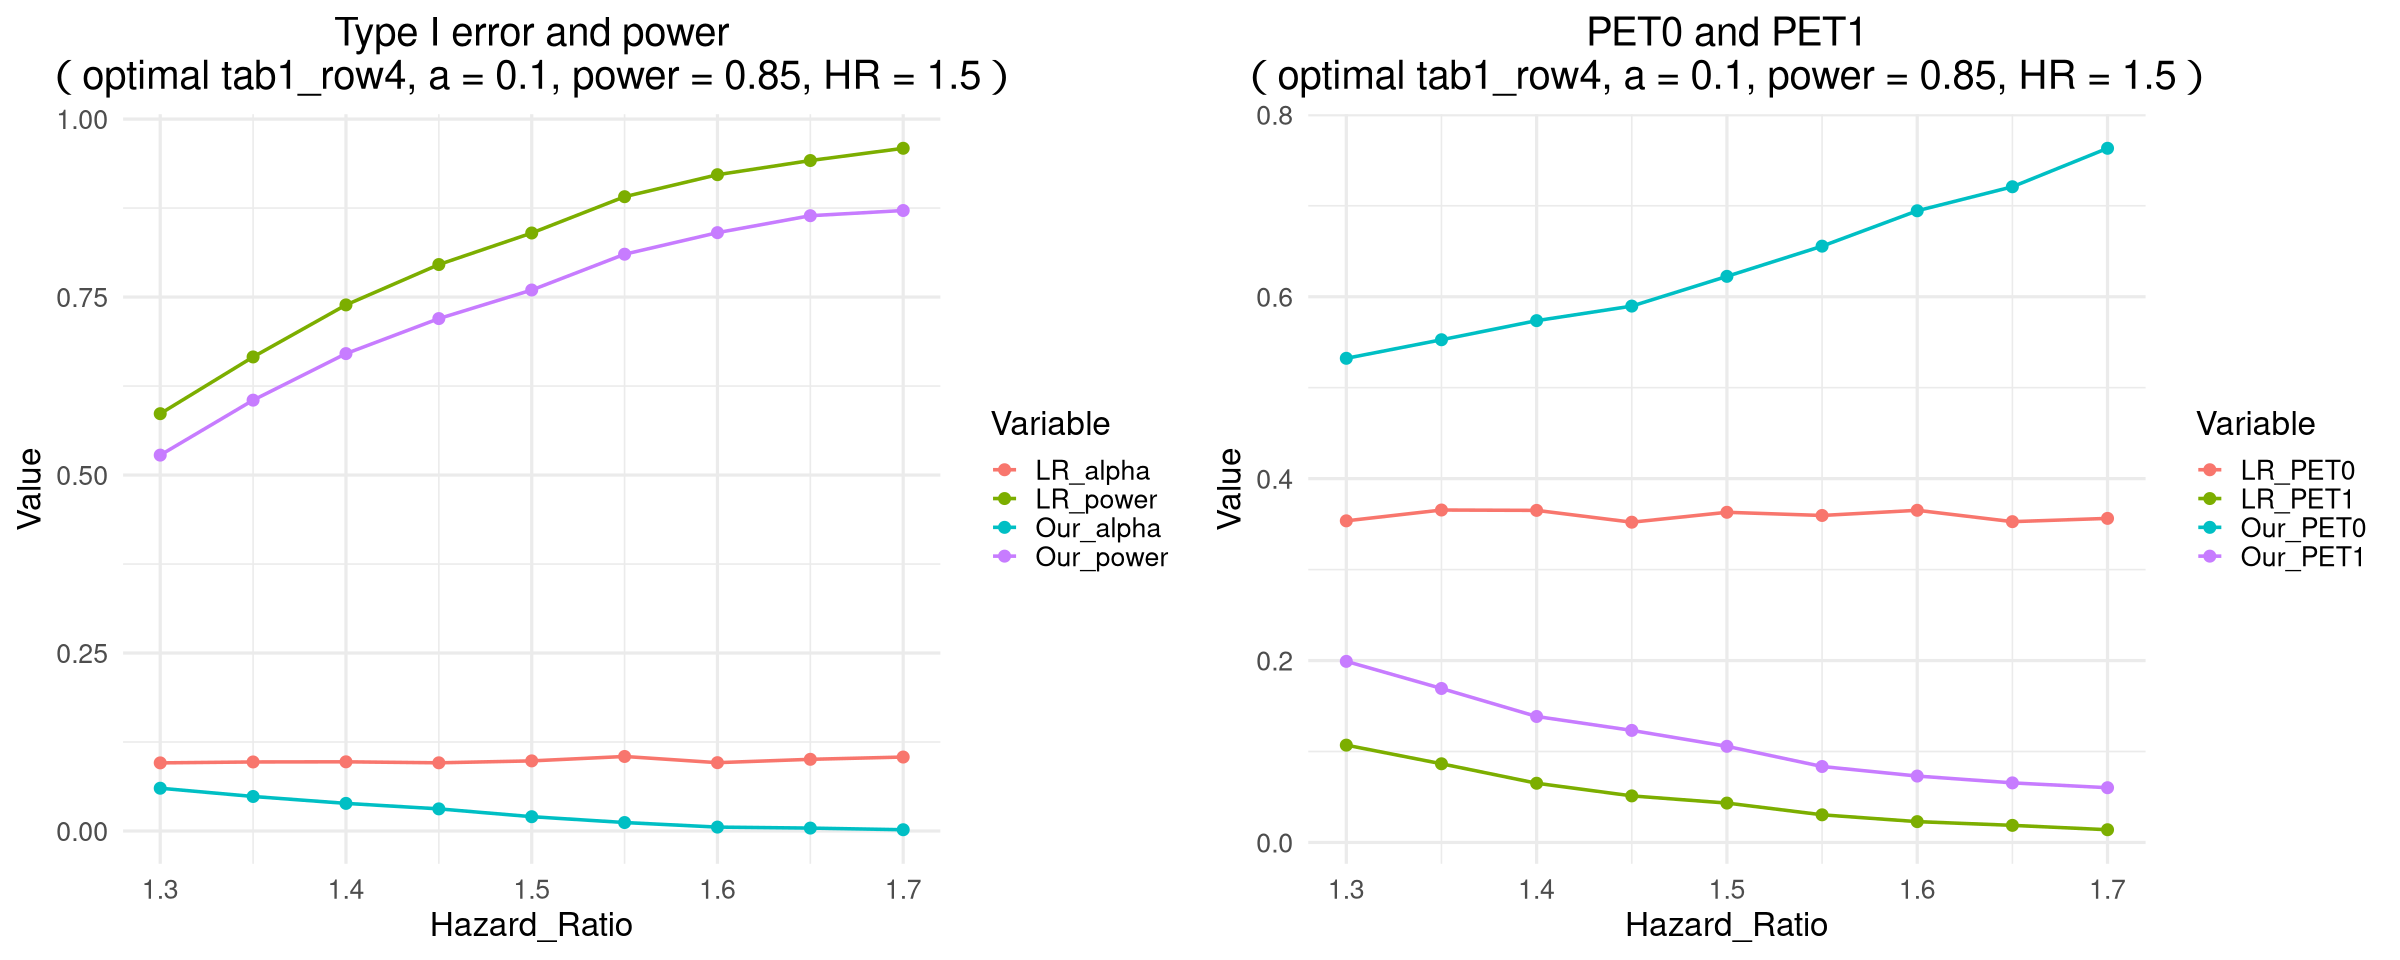 Type I error and power
( optimal tab1_row4, a = 0.1, power = 0.85, HR = 1.5 )
1.00
0.75
0.50
0.25
0.00
Value
1.3 1.4 1.5 1.6 1.7
Hazard_Ratio
Variable
LR_alpha
LR_power
Our_alpha
Our_power
PET0 and PET1
( optimal tab1_row4, a = 0.1, power = 0.85, HR = 1.5 )
0.8
0.6
0.4
0.2
0.0
Value
1.3 1.4 1.5 1.6 1.7
Hazard_Ratio
Variable
LR_PET0
LR_PET1
Our_PET0
Our_PET1